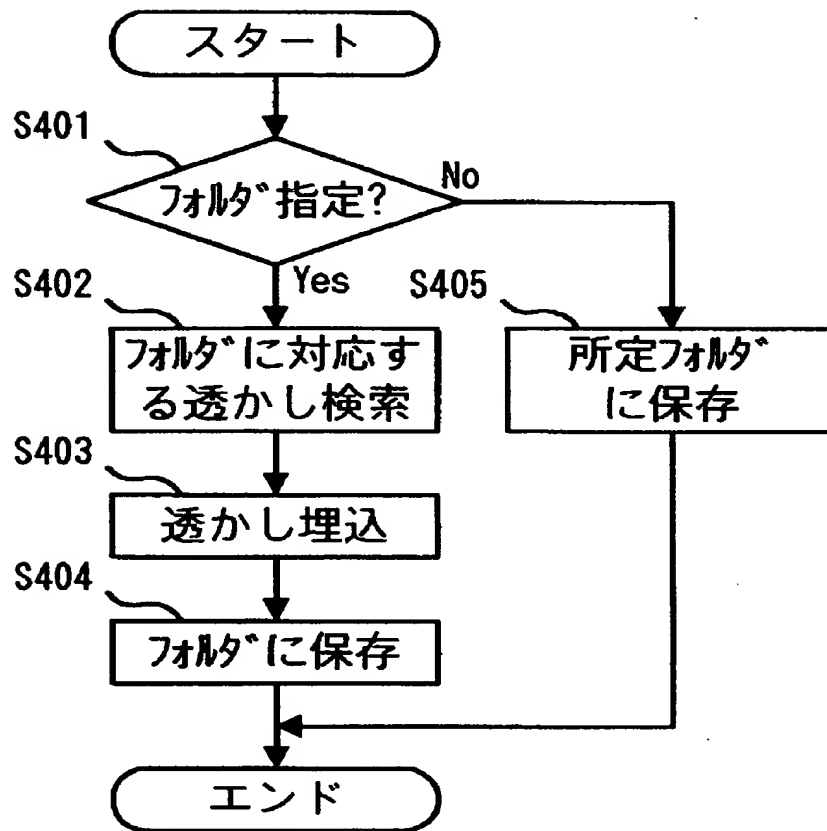 スタート
S401
フォルダ指定?
No
Yes
S402
フォルダに対応す
る透かし検索
S405
所定フォルダ
に保存
S403
透かし埋込
S404
フォルダに保存
エンド